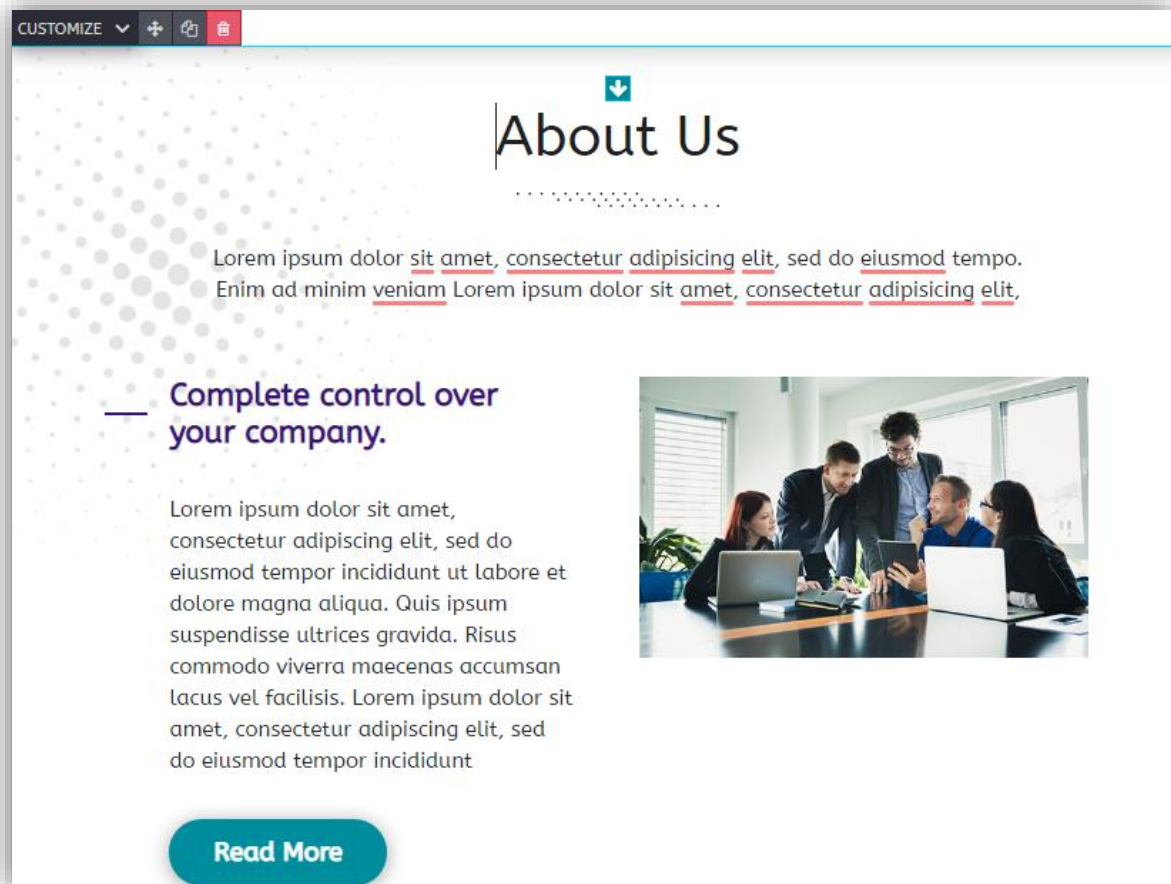 CUSTOMIZE
About Us
Lorem ipsum dolor sit amet, consectetur adipisicing elit, sed do eiusmod tempo.
Enim ad minim veniam Lorem ipsum dolor sit amet, consectetur adipisicing elit,
Complete control over
your company.
Lorem ipsum dolor sit amet,
consectetur adipiscing elit, sed do
eiusmod tempor incididunt ut labore et
dolore magna aliqua. Quis ipsum
suspendisse ultrices gravida. Risus
commodo viverra maecenas accumsan
lacus vel facilisis. Lorem ipsum dolor sit
amet, consectetur adipiscing elit, sed
do eiusmod tempor incididunt
Read More